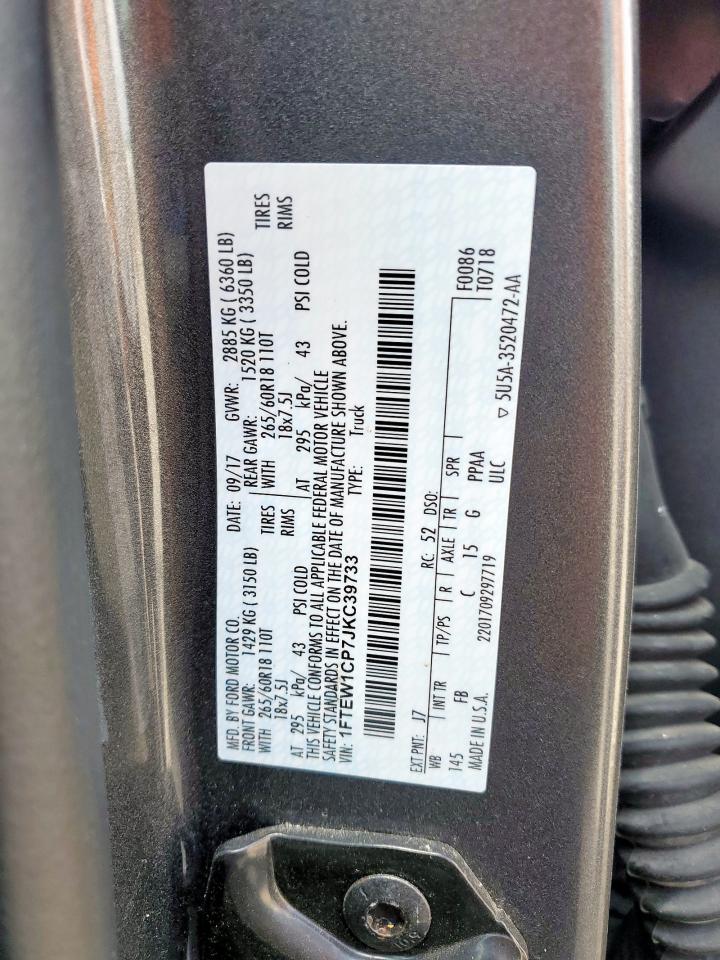 MFD. BY FORD MOTOR CO.
DATE: 09/17 GVWR: 2885 KG ( 6360 LB)
FRONT GAWR: 1429 KG ( 3150 LB) REAR GAWR: 1520 KG ( 3350 LB)
WITH 265/60R18 110T TIRES WITH 265/60R18 110T TIRES
18x7.5J RIMS 18x7.5J RIMS
AT 295 kPa/ 43 PSI COLD AT 295 kPa/ 43 PSI COLD
THIS VEHICLE CONFORMS TO ALL APPLICABLE FEDERAL MOTOR VEHICLE
SAFETY STANDARDS IN EFFECT ON THE DATE OF MANUFACTURE SHOWN ABOVE.
VIN: 1FTEW1CP7JKC39733 TYPE: Truck
EXT PNT: J7 RC: 52 DSO: F0086
WB INT TR TP/PS R AXLE TR SPR T0718
145 FB C 15 G PPAA
MADE IN U.S.A. 2201709297719 ULC ▽ 5U5A-3520472-AA